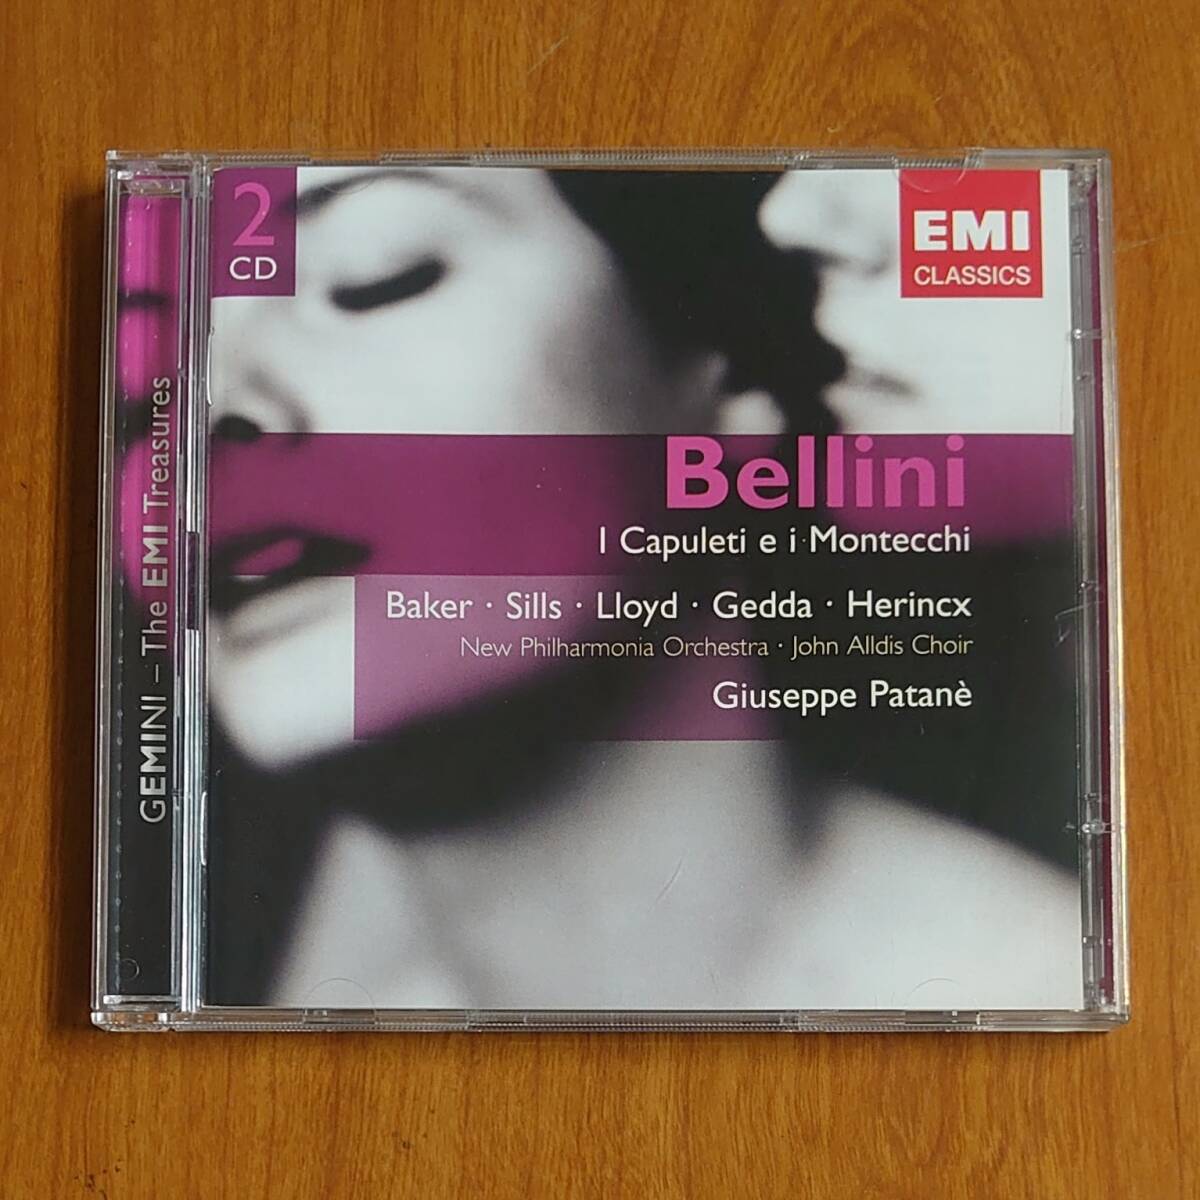 2
CD
EMI
CLASSICS
GEMINI – The EMI Treasures
Bellini
I Capuleti e i Montecchi
Baker · Sills · Lloyd · Gedda · Herincx
New Philharmonia Orchestra · John Alldis Choir
Giuseppe Patanè